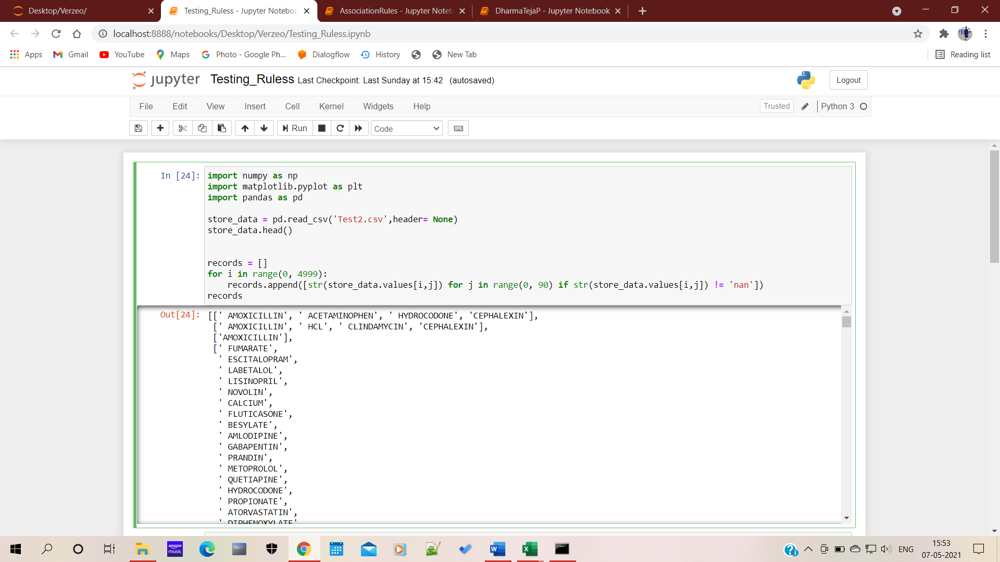 Desktop/Verzeo/
Testing_Ruless - Jupyter Noteboo
AssociationRules - Jupyter Noteb
DharmaTejaP - Jupyter Notebook
localhost:8888/notebooks/Desktop/Verzeo/Testing_Ruless.ipynb
Apps Gmail YouTube Maps Photo - Google Ph... Dialogflow History New Tab Reading list
jupyter Testing_Ruless Last Checkpoint: Last Sunday at 15:42 (autosaved) Logout
File Edit View Insert Cell Kernel Widgets Help Trusted Python 3
Run Code
In [24]: import numpy as np
import matplotlib.pyplot as plt
import pandas as pd
store_data = pd.read_csv('Test2.csv',header= None)
store_data.head()
records = []
for i in range(0, 4999):
    records.append([str(store_data.values[i,j]) for j in range(0, 90) if str(store_data.values[i,j]) != 'nan'])
records
Out[24]: [[' AMOXICILLIN', ' ACETAMINOPHEN', ' HYDROCODONE', 'CEPHALEXIN'],
[' AMOXICILLIN', ' HCL', ' CLINDAMYCIN', 'CEPHALEXIN'],
['AMOXICILLIN'],
[' FUMARATE',
' ESCITALOPRAM',
' LABETALOL',
' LISINOPRIL',
' NOVOLIN',
' CALCIUM',
' FLUTICASONE',
' BESYLATE',
' AMLODIPINE',
' GABAPENTIN',
' PRANDIN',
' METOPROLOL',
' QUETIAPINE',
' HYDROCODONE',
' PROPIONATE',
' ATORVASTATIN',
' DIPHENOXYLATE'
amazon
music
SQL>
ENG
15:53
07-05-2021